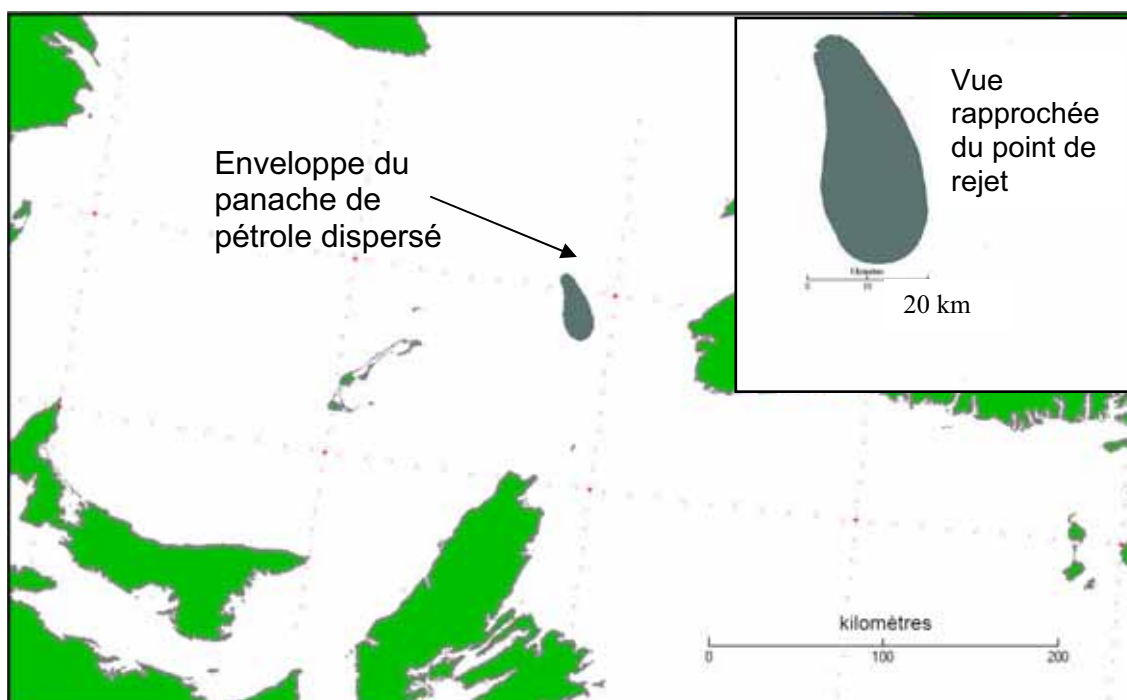 Enveloppe du
panache de
pétrole dispersé
Vue
rapprochée
du point de
rejet
0
20 km
kilomètres
0 100 200